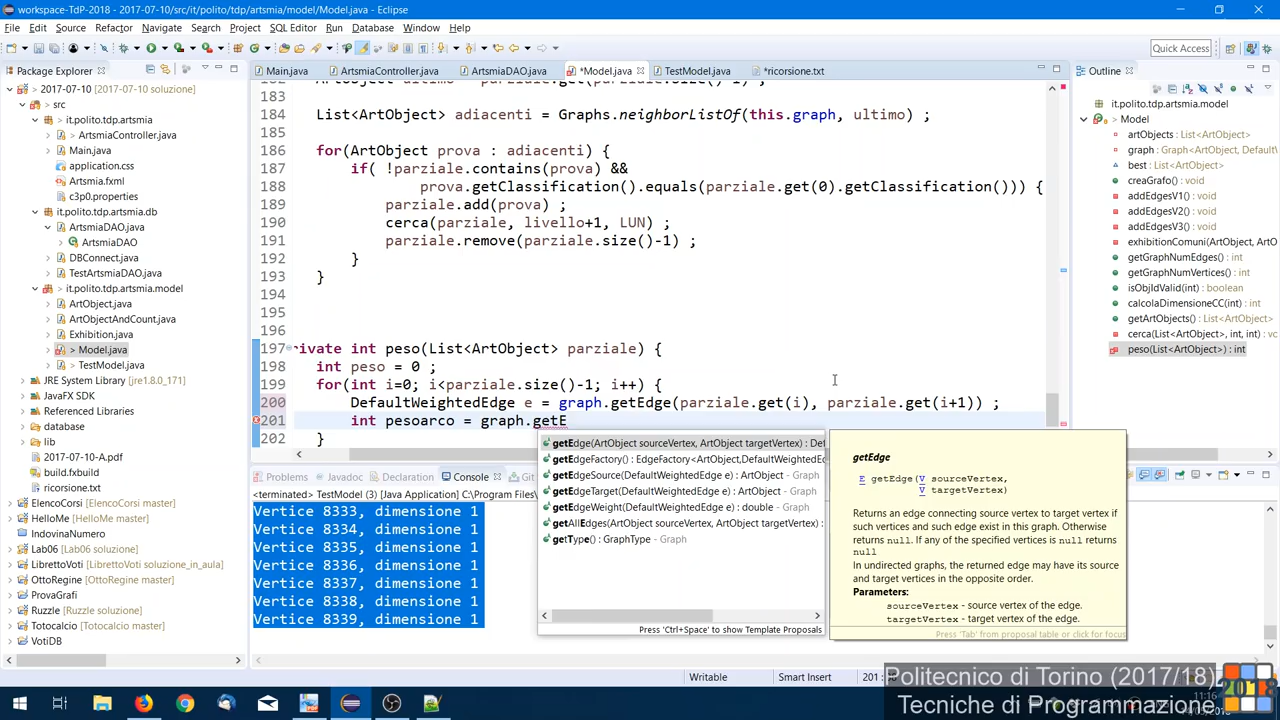 workspace-TdP-2018 - 2017-07-10/src/it/polito/tdp/artsmia/model/Model.java - Eclipse
File Edit Source Refactor Navigate Search Project SQL Editor Run Database Window Help
Quick Access
Package Explorer
Main.java
ArtsmiaController.java
ArtsmiaDAO.java
*Model.java
TestModel.java
*ricorsione.txt
Outline
2017-07-10 [2017-07-10 soluzione]
> src
it.polito.tdp.artsmia
> ArtsmiaController.java
Main.java
application.css
Artsmia.fxml
c3p0.properties
it.polito.tdp.artsmia.db
ArtsmiaDAO.java
ArtsmiaDAO
DBConnect.java
TestArtsmiaDAO.java
> it.polito.tdp.artsmia.model
ArtObject.java
ArtObjectAndCount.java
Exhibition.java
> Model.java
> TestModel.java
JRE System Library [jre1.8.0_171]
JavaFX SDK
Referenced Libraries
database
lib
2017-07-10-A.pdf
build.fxbuild
ricorsione.txt
ElencoCorsi [ElencoCorsi master]
HelloMe [HelloMe master]
IndovinaNumero
Lab06 [Lab06 soluzione]
LibrettoVoti [LibrettoVoti soluzione_in_aula]
OttoRegine [OttoRegine master]
ProvaGrafi
Ruzzle [Ruzzle soluzione]
Totocalcio [Totocalcio master]
VotiDB
183
184 List<ArtObject> adiacenti = Graphs.neighborListOf(this.graph, ultimo) ;
185
186 for(ArtObject prova : adiacenti) {
187 if( !parziale.contains(prova) &&
188 prova.getClassification().equals(parziale.get(0).getClassification())) {
189 parziale.add(prova) ;
190 cerca(parziale, livello+1, LUN) ;
191 parziale.remove(parziale.size()-1) ;
192 }
193 }
194
195
196
197 rivate int peso(List<ArtObject> parziale) {
198 int peso = 0 ;
199 for(int i=0; i<parziale.size()-1; i++) {
200 DefaultWeightedEdge e = graph.getEdge(parziale.get(i), parziale.get(i+1)) ;
201 int pesoarco = graph.getE
202 }
getEdge(ArtObject sourceVertex, ArtObject targetVertex) : Def
getEdgeFactory() : EdgeFactory<ArtObject,DefaultWeightedE
getEdgeSource(DefaultWeightedEdge e) : ArtObject - Graph
getEdgeTarget(DefaultWeightedEdge e) : ArtObject - Graph
getEdgeWeight(DefaultWeightedEdge e) : double - Graph
getAllEdges(ArtObject sourceVertex, ArtObject targetVertex) :
getType() : GraphType - Graph
Press 'Ctrl+Space' to show Template Proposals
getEdge
E getEdge(V sourceVertex,
V targetVertex)
Returns an edge connecting source vertex to target vertex if
such vertices and such edge exist in this graph. Otherwise
returns null. If any of the specified vertices is null returns
null
In undirected graphs, the returned edge may have its source
and target vertices in the opposite order.
Parameters:
sourceVertex - source vertex of the edge.
targetVertex - target vertex of the edge.
Press 'Tab' from proposal table or click for focus
it.polito.tdp.artsmia.model
Model
artObjects : List<ArtObject>
graph : Graph<ArtObject, Default
best : List<ArtObject>
creaGrafo() : void
addEdgesV1() : void
addEdgesV2() : void
addEdgesV3() : void
exhibitionComuni(ArtObject, ArtO
getGraphNumEdges() : int
getGraphNumVertices() : int
isObjIdValid(int) : boolean
calcolaDimensioneCC(int) : int
getArtObjects() : List<ArtObject>
cerca(List<ArtObject>, int, int) : v
peso(List<ArtObject>) : int
Problems
Javadoc
Declaration
Console
Git
<terminated> TestModel (3) [Java Application] C:\Program Files\
Vertice 8333, dimensione 1
Vertice 8334, dimensione 1
Vertice 8335, dimensione 1
Vertice 8336, dimensione 1
Vertice 8337, dimensione 1
Vertice 8338, dimensione 1
Vertice 8339, dimensione 1
Writable
Smart Insert
201 :
Politecnico di Torino (2017/18)
Tecniche di Programmazione
2018
11:16